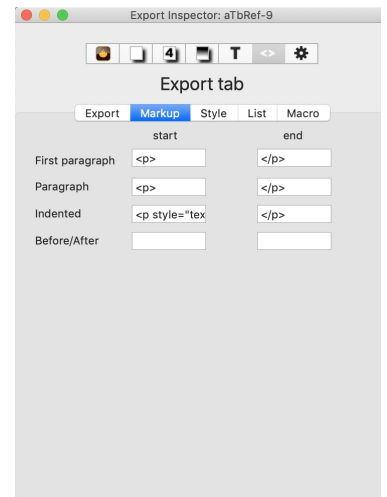 Export Inspector: aTbRef-9
4 T <>
Export tab
Export Markup Style List Macro
start end
First paragraph <p> </p>
Paragraph <p> </p>
Indented <p style="tex </p>
Before/After